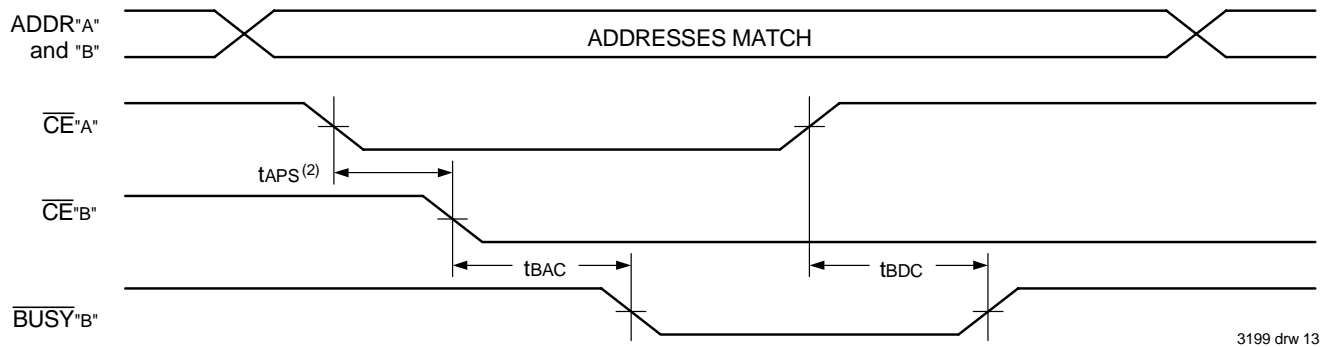 ADDR"A"
and "B"
ADDRESSES MATCH
CE"A"
tAPS(2)
CE"B"
tBAC
tBDC
BUSY"B"
3199 drw 13